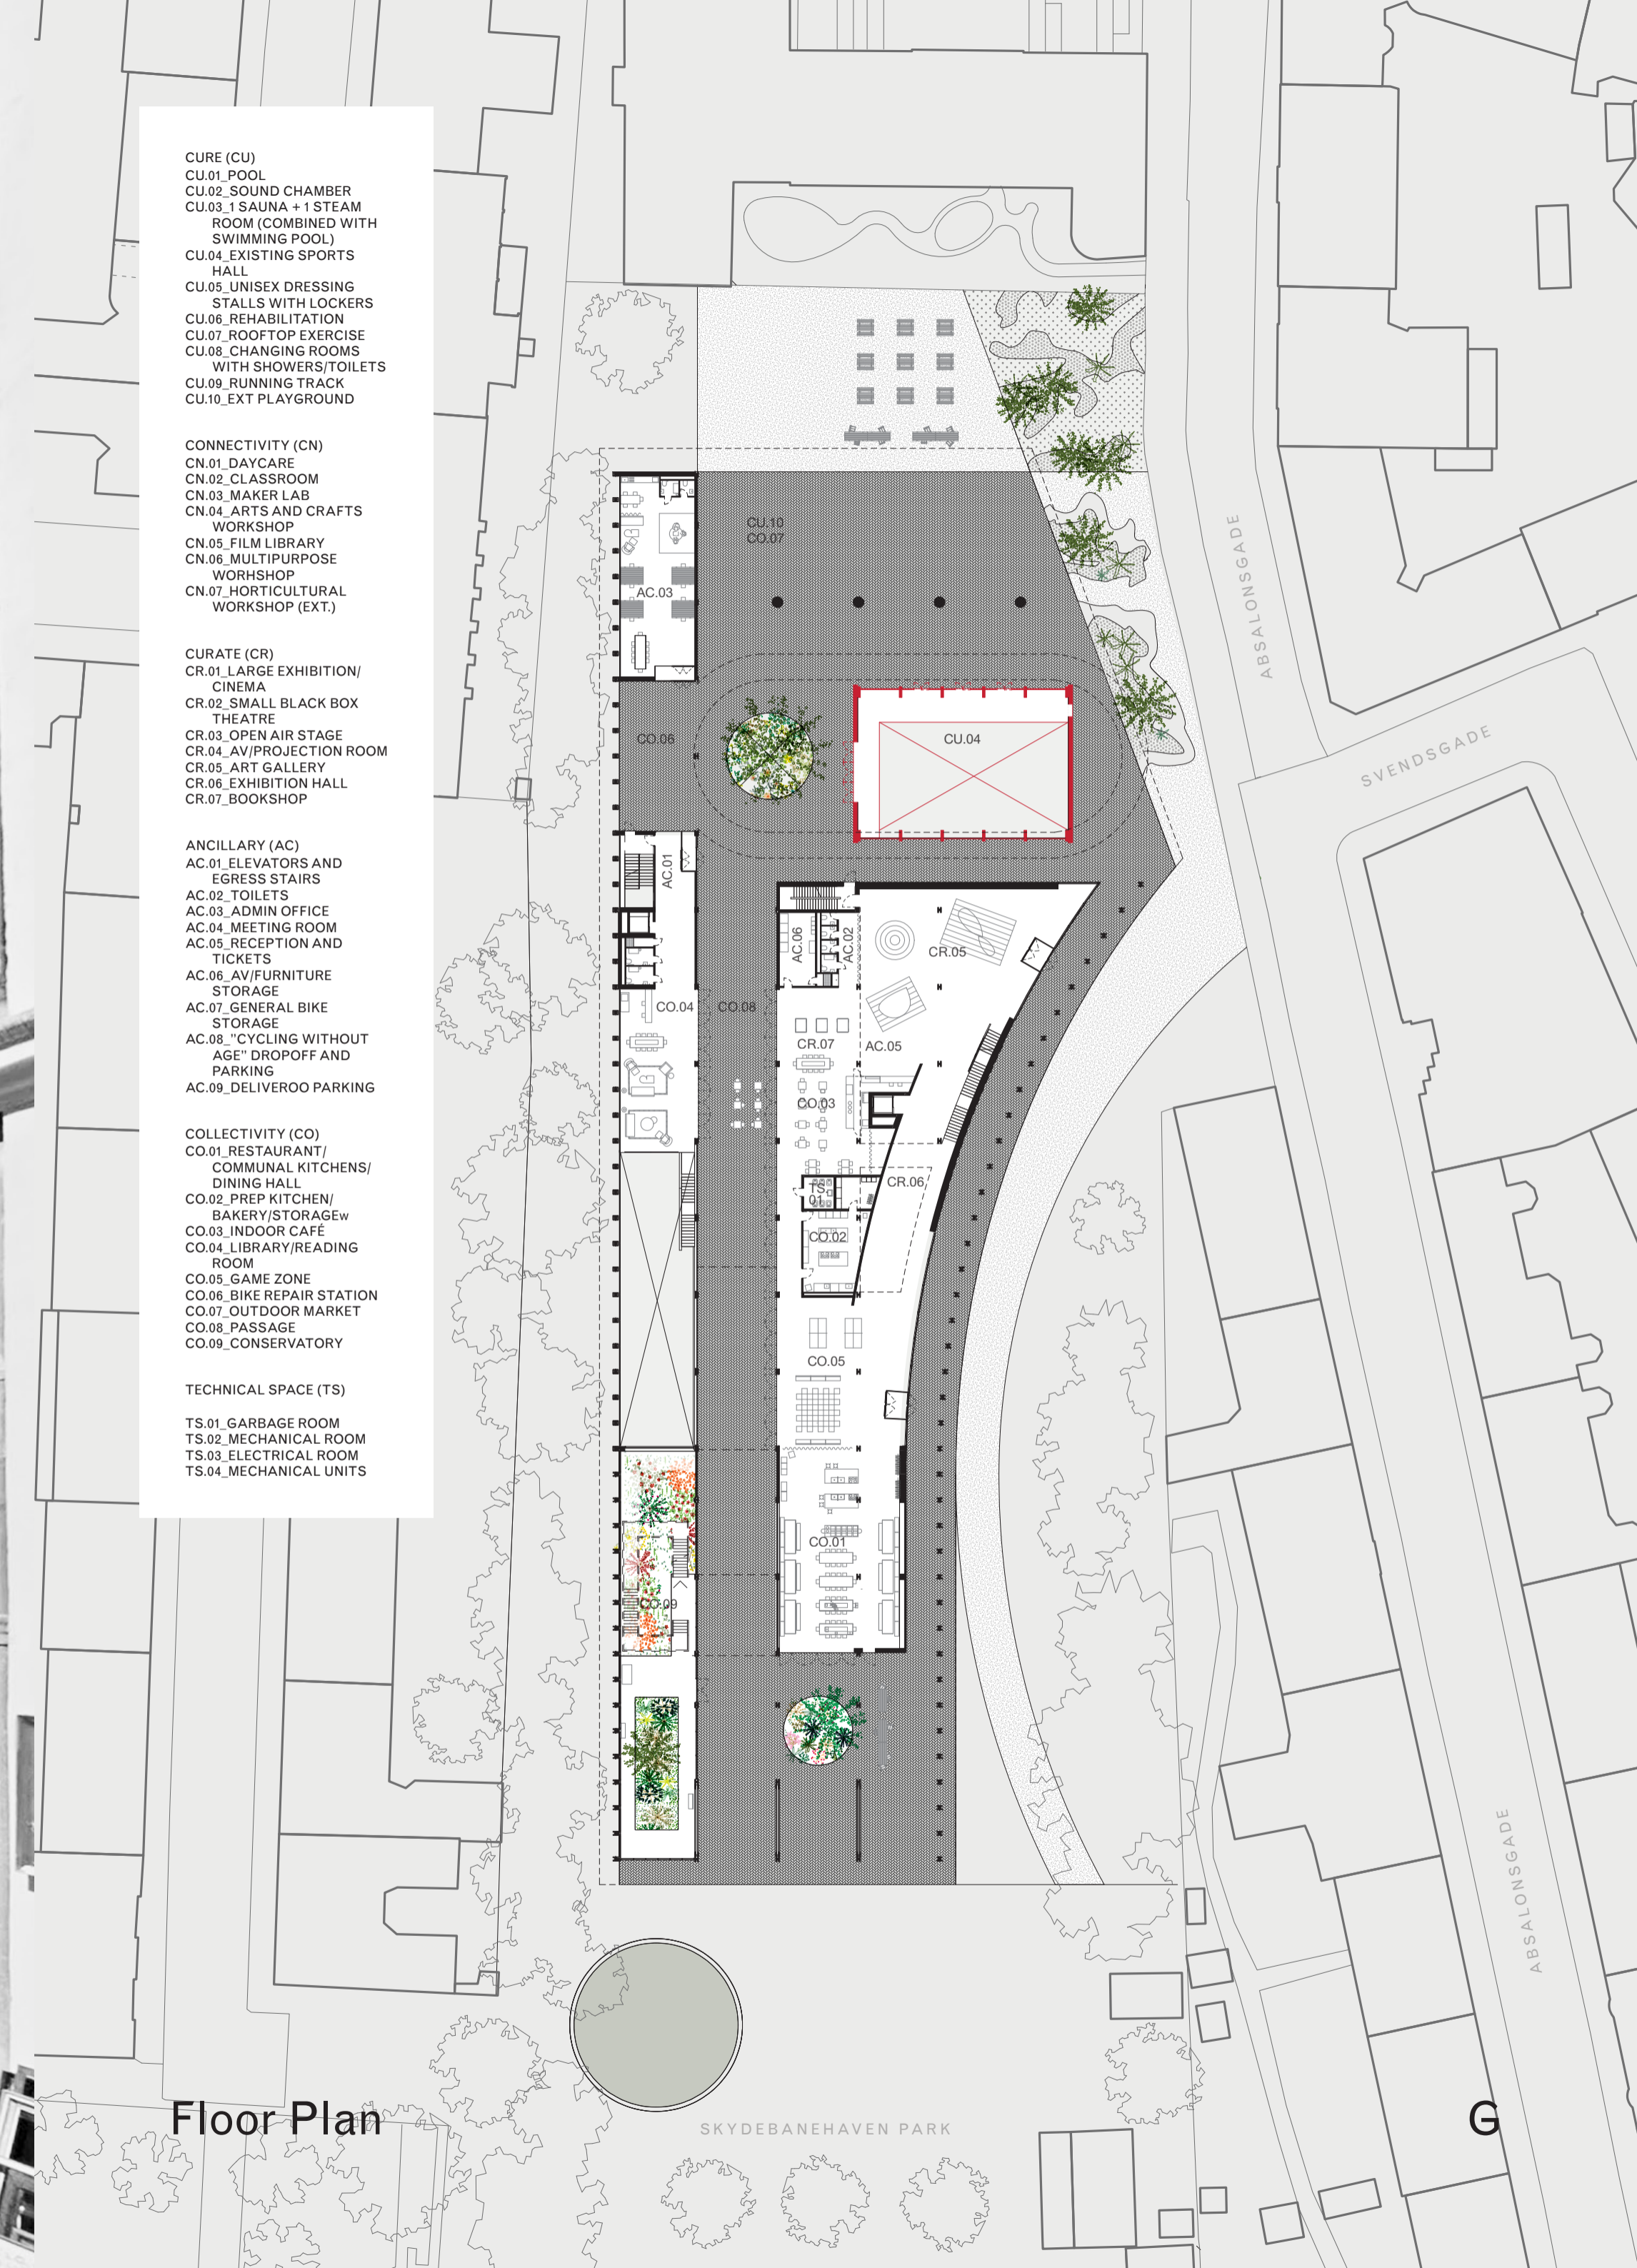 CURE (CU)
CU.01_POOL
CU.02_SOUND CHAMBER
CU.03_1 SAUNA + 1 STEAM
ROOM (COMBINED WITH
SWIMMING POOL)
CU.04_EXISTING SPORTS
HALL
CU.05_UNISEX DRESSING
STALLS WITH LOCKERS
CU.06_REHABILITATION
CU.07_ROOFTOP EXERCISE
CU.08_CHANGING ROOMS
WITH SHOWERS/TOILETS
CU.09_RUNNING TRACK
CU.10_EXT PLAYGROUND
CONNECTIVITY (CN)
CN.01_DAYCARE
CN.02_CLASSROOM
CN.03_MAKER LAB
CN.04_ARTS AND CRAFTS
WORKSHOP
CN.05_FILM LIBRARY
CN.06_MULTIPURPOSE
WORHSHOP
CN.07_HORTICULTURAL
WORKSHOP (EXT.)
CURATE (CR)
CR.01_LARGE EXHIBITION/
CINEMA
CR.02_SMALL BLACK BOX
THEATRE
CR.03_OPEN AIR STAGE
CR.04_AV/PROJECTION ROOM
CR.05_ART GALLERY
CR.06_EXHIBITION HALL
CR.07_BOOKSHOP
ANCILLARY (AC)
AC.01_ELEVATORS AND
EGRESS STAIRS
AC.02_TOILETS
AC.03_ADMIN OFFICE
AC.04_MEETING ROOM
AC.05_RECEPTION AND
TICKETS
AC.06_AV/FURNITURE
STORAGE
AC.07_GENERAL BIKE
STORAGE
AC.08_"CYCLING WITHOUT
AGE" DROPOFF AND
PARKING
AC.09_DELIVEROO PARKING
COLLECTIVITY (CO)
CO.01_RESTAURANT/
COMMUNAL KITCHENS/
DINING HALL
CO.02_PREP KITCHEN/
BAKERY/STORAGEw
CO.03_INDOOR CAFÉ
CO.04_LIBRARY/READING
ROOM
CO.05_GAME ZONE
CO.06_BIKE REPAIR STATION
CO.07_OUTDOOR MARKET
CO.08_PASSAGE
CO.09_CONSERVATORY
TECHNICAL SPACE (TS)
TS.01_GARBAGE ROOM
TS.02_MECHANICAL ROOM
TS.03_ELECTRICAL ROOM
TS.04_MECHANICAL UNITS
CU.10
CO.07
AC.03
CO.06
CU.04
AC.01
AC.06
AC.02
CR.05
CO.04
CO.08
CR.07
AC.05
CO.03
CR.06
TS.
01
CO.02
CO.05
CO.01
CO.09
ABSALONSGADE
SVENDSGADE
ABSALONSGADE
SKYDEBANEHAVEN PARK
Floor Plan
G